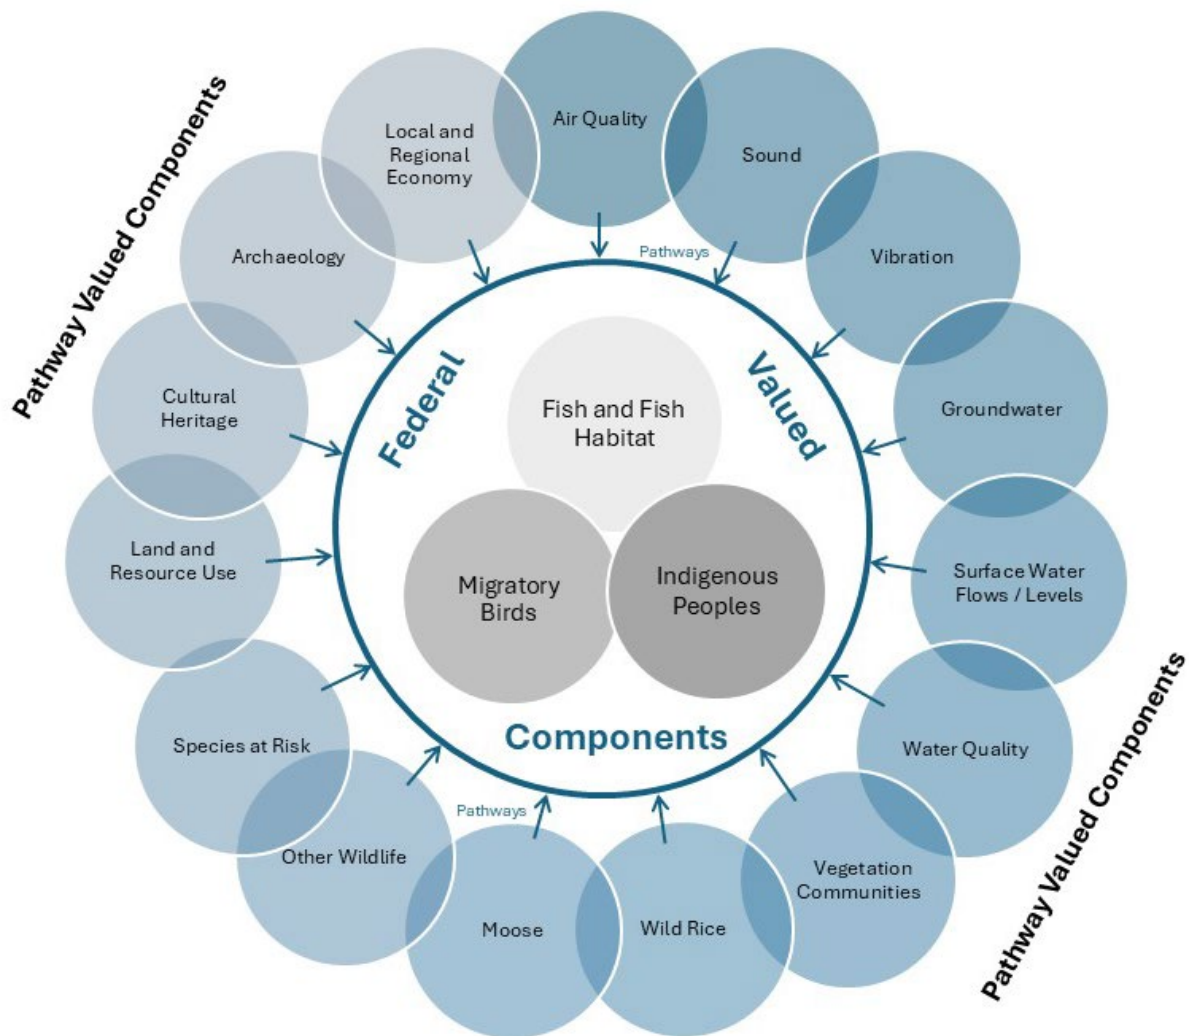 Pathway Valued Components
Air Quality
Sound
Vibration
Groundwater
Surface Water
Flows / Levels
Water Quality
Vegetation
Communities
Wild Rice
Moose
Other Wildlife
Species at Risk
Land and
Resource Use
Cultural
Heritage
Archaeology
Local and
Regional
Economy
Pathways
Federal
Valued
Components
Fish and Fish
Habitat
Migratory
Birds
Indigenous
Peoples
Pathways
Pathway Valued Components